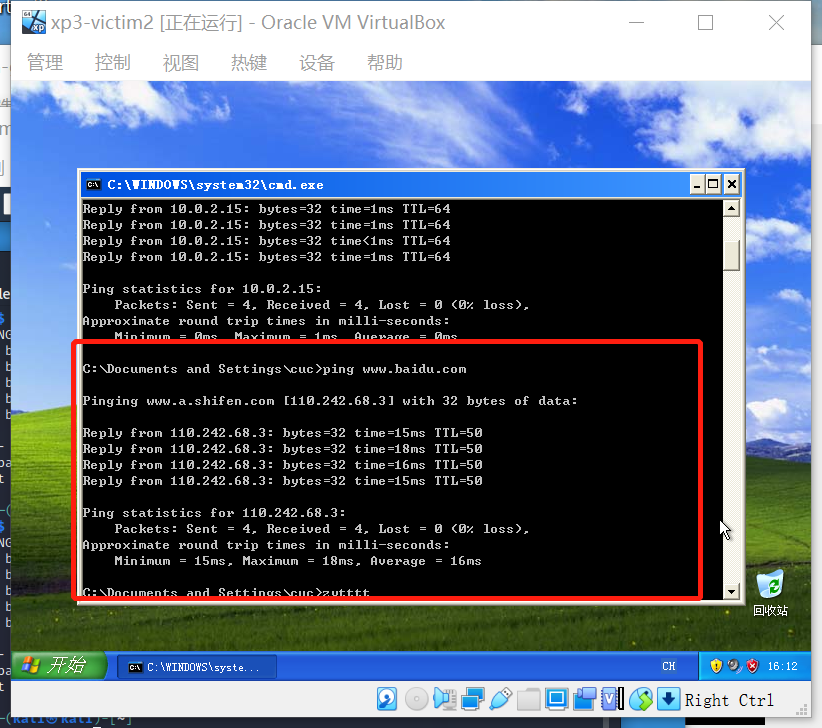 xp3-victim2 [正在运行] - Oracle VM VirtualBox
管理 控制 视图 热键 设备 帮助
C:\WINDOWS\system32\cmd.exe
Reply from 10.0.2.15: bytes=32 time=1ms TTL=64
Reply from 10.0.2.15: bytes=32 time=1ms TTL=64
Reply from 10.0.2.15: bytes=32 time<1ms TTL=64
Reply from 10.0.2.15: bytes=32 time=1ms TTL=64
Ping statistics for 10.0.2.15:
Packets: Sent = 4, Received = 4, Lost = 0 (0% loss),
Approximate round trip times in milli-seconds:
Minimum = 0ms, Maximum = 1ms, Average = 0ms
C:\Documents and Settings\cuc>ping www.baidu.com
Pinging www.a.shifen.com [110.242.68.3] with 32 bytes of data:
Reply from 110.242.68.3: bytes=32 time=15ms TTL=50
Reply from 110.242.68.3: bytes=32 time=18ms TTL=50
Reply from 110.242.68.3: bytes=32 time=16ms TTL=50
Reply from 110.242.68.3: bytes=32 time=15ms TTL=50
Ping statistics for 110.242.68.3:
Packets: Sent = 4, Received = 4, Lost = 0 (0% loss),
Approximate round trip times in milli-seconds:
Minimum = 15ms, Maximum = 18ms, Average = 16ms
C:\Documents and Settings\cuc>zytttt
回收站
开始 C:\WINDOWS\syste... CH 16:12
Right Ctrl
(kali㉿kali)-[~]